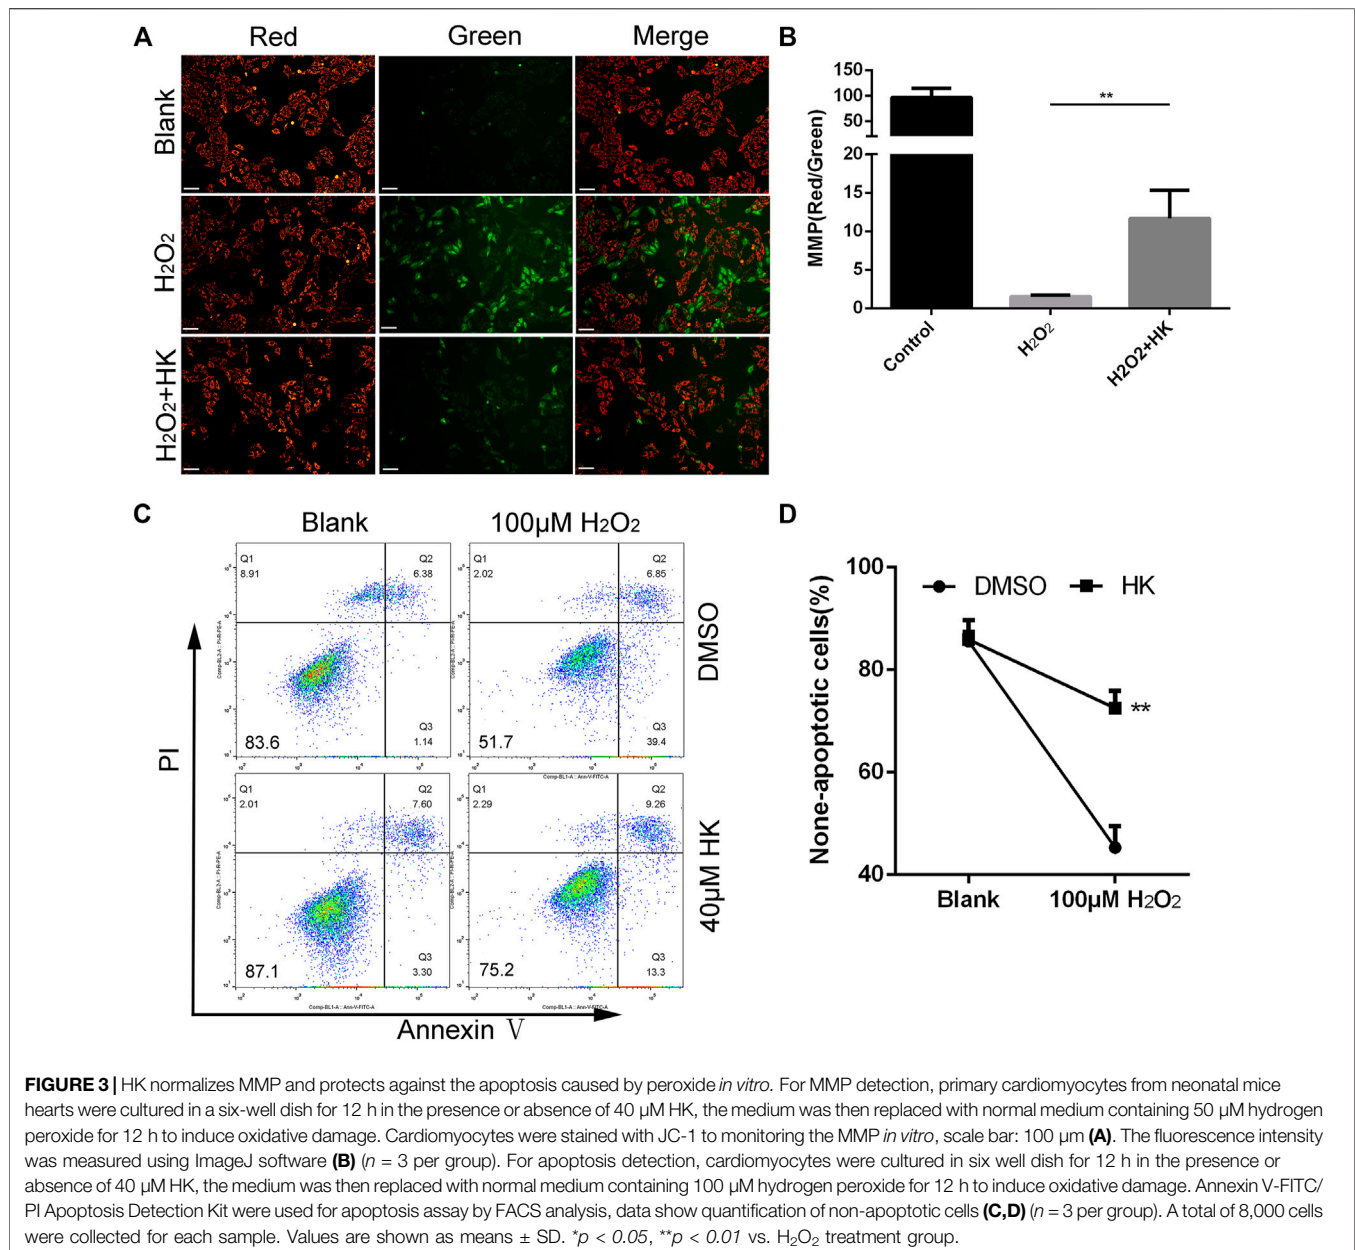 A
Red
Green
Merge
Blank
H2O2
H2O2+HK
B
MMP(Red/Green)
150
100
50
20
15
10
5
0
**
Control
H2O2
H2O2+HK
C
Blank
100μM H2O2
DMSO
40μM HK
PI
Annexin V
Q1
8.91
Q2
6.38
Q3
1.14
83.6
Q1
2.02
Q2
6.85
Q3
39.4
51.7
Comp-BL1-A :: Ann-V-FITC-A
Q1
2.01
Q2
7.60
Q3
3.30
87.1
Comp-BL1-A :: Ann-V-FITC-A
Q1
2.29
Q2
9.26
Q3
13.3
75.2
Comp-BL1-A :: Ann-V-FITC-A
D
None-apoptotic cells(%)
100
80
60
40
DMSO
HK
**
Blank
100μM H2O2
FIGURE 3 | HK normalizes MMP and protects against the apoptosis caused by peroxide in vitro. For MMP detection, primary cardiomyocytes from neonatal mice
hearts were cultured in a six-well dish for 12 h in the presence or absence of 40 μM HK, the medium was then replaced with normal medium containing 50 μM hydrogen
peroxide for 12 h to induce oxidative damage. Cardiomyocytes were stained with JC-1 to monitoring the MMP in vitro, scale bar: 100 μm (A). The fluorescence intensity
was measured using ImageJ software (B) (n = 3 per group). For apoptosis detection, cardiomyocytes were cultured in six well dish for 12 h in the presence or
absence of 40 μM HK, the medium was then replaced with normal medium containing 100 μM hydrogen peroxide for 12 h to induce oxidative damage. Annexin V-FITC/
PI Apoptosis Detection Kit were used for apoptosis assay by FACS analysis, data show quantification of non-apoptotic cells (C,D) (n = 3 per group). A total of 8,000 cells
were collected for each sample. Values are shown as means ± SD. *p < 0.05, **p < 0.01 vs. H2O2 treatment group.